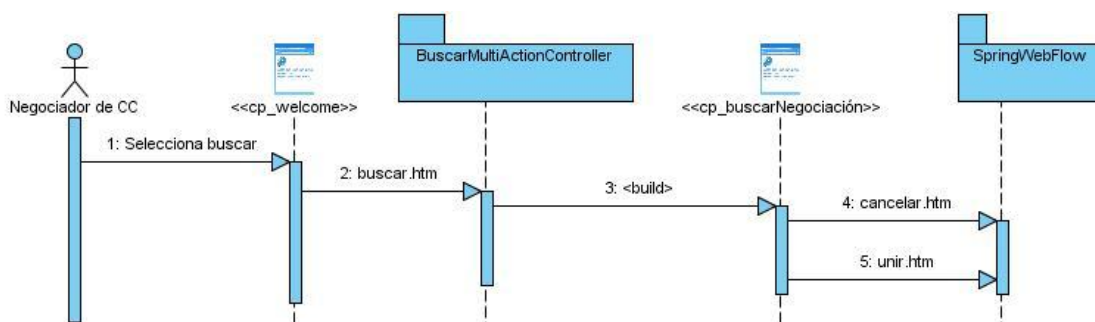 BuscarMultiActionController
SpringWebFlow
Negociador de CC
<<cp_welcome>>
<<cp_buscarNegociación>>
1: Selecciona buscar
2: buscar.htm
3: <build>
4: cancelar.htm
5: unir.htm